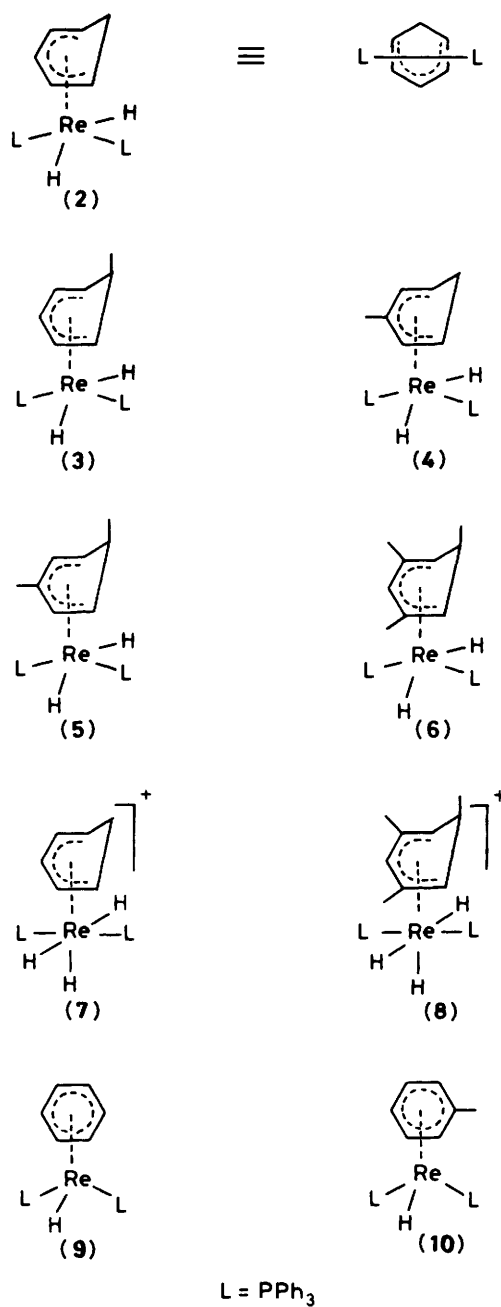 ≡
L L
Re H
L L
H
(2)
Re H
L L
H
(3)
Re H
L L
H
(4)
Re H
L L
H
(5)
Re H
L L
H
(6)
+
H
L Re L
H
H
(7)
+
H
L Re L
H
H
(8)
Re
L L
H
(9)
Re
L L
H
(10)
L = PPh3